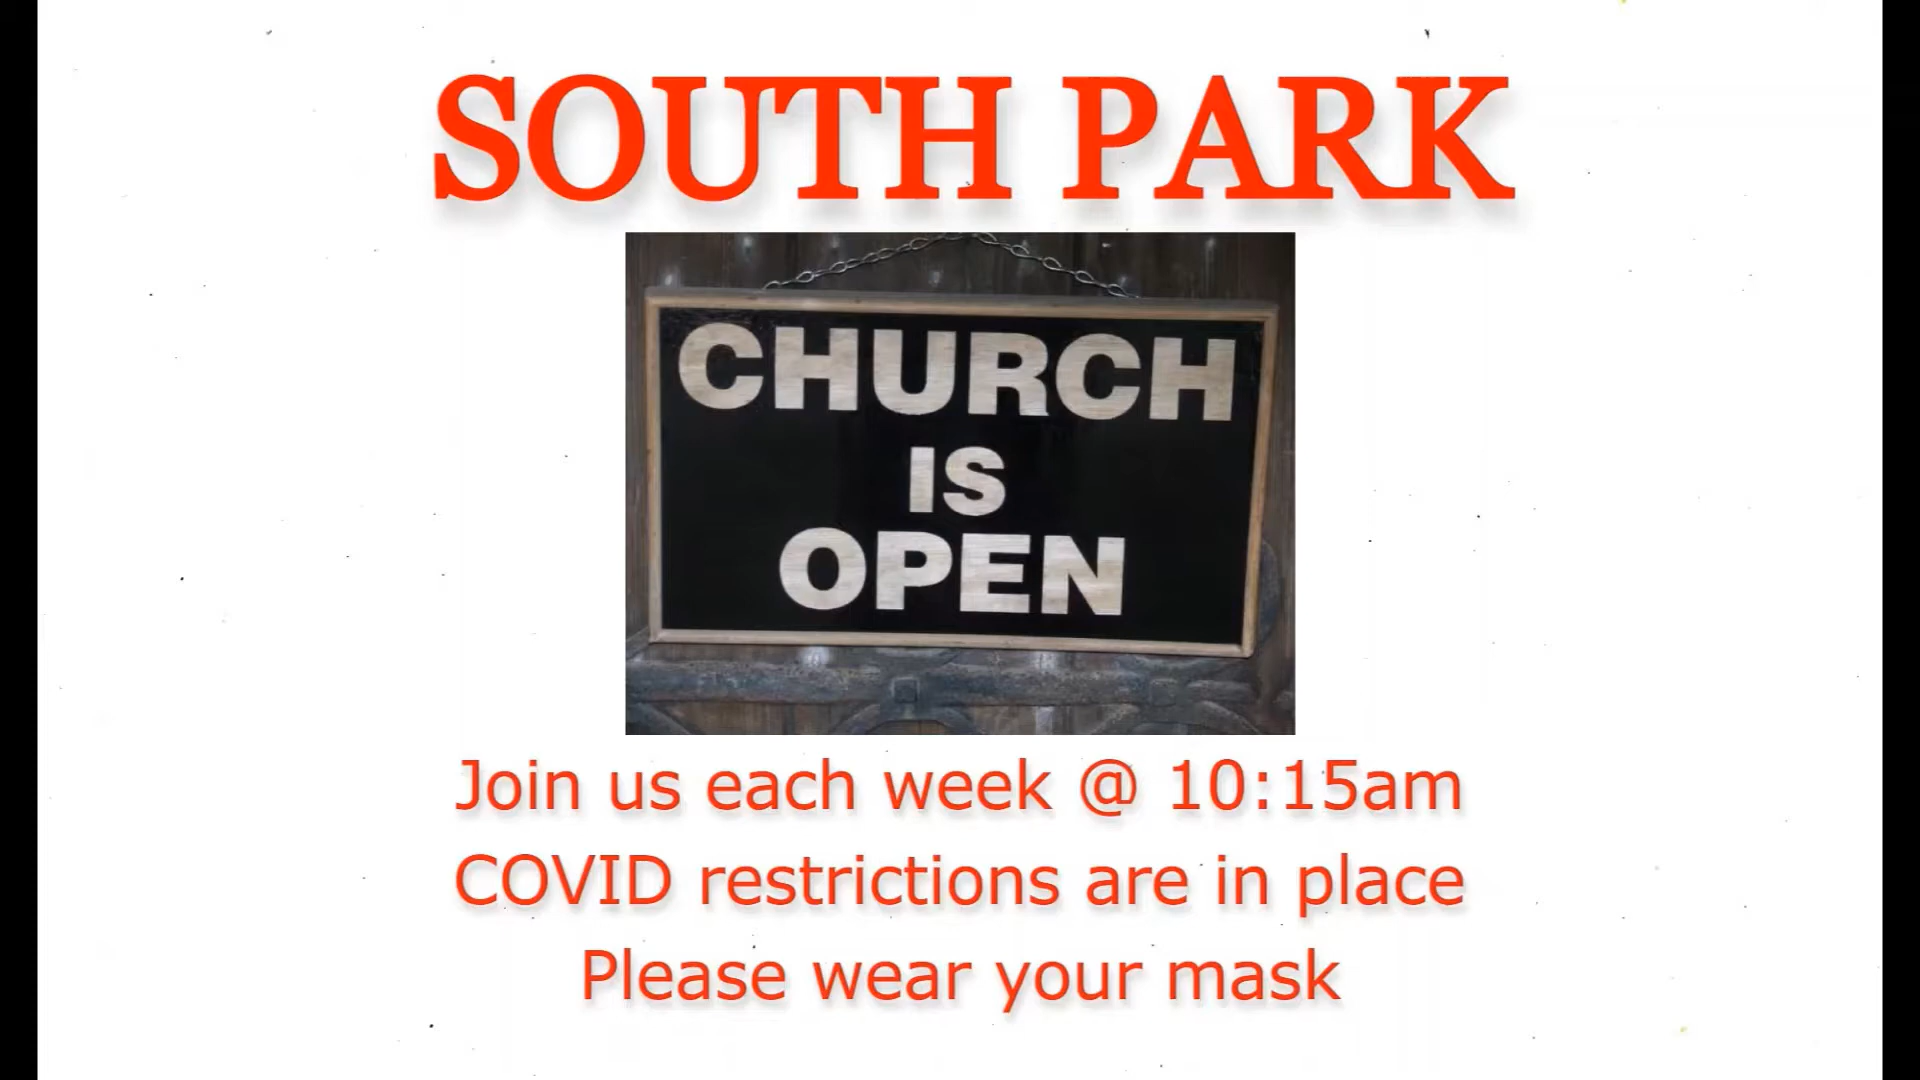 SOUTH PARK
CHURCH
IS
OPEN
Join us each week @ 10:15am
COVID restrictions are in place
Please wear your mask